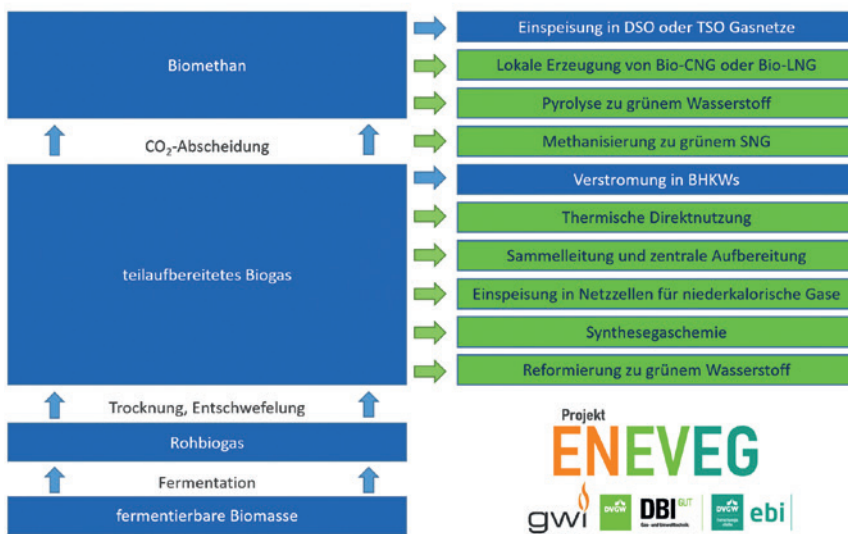 Biomethan
Einspeisung in DSO oder TSO Gasnetze
Lokale Erzeugung von Bio-CNG oder Bio-LNG
Pyrolyse zu grünem Wasserstoff
CO₂-Abscheidung
Methanisierung zu grünem SNG
teilaufbereitetes Biogas
Verstromung in BHKWs
Thermische Direktnutzung
Sammelleitung und zentrale Aufbereitung
Einspeisung in Netzzellen für niederkalorische Gase
Synthesegaschemie
Reformierung zu grünem Wasserstoff
Trocknung, Entschwefelung
Rohbiogas
Fermentation
fermentierbare Biomasse
Projekt
ENEVEG
gwi
DVGW
DBI GUT
Gas- und Umwelttechnik
DVGW
ebi